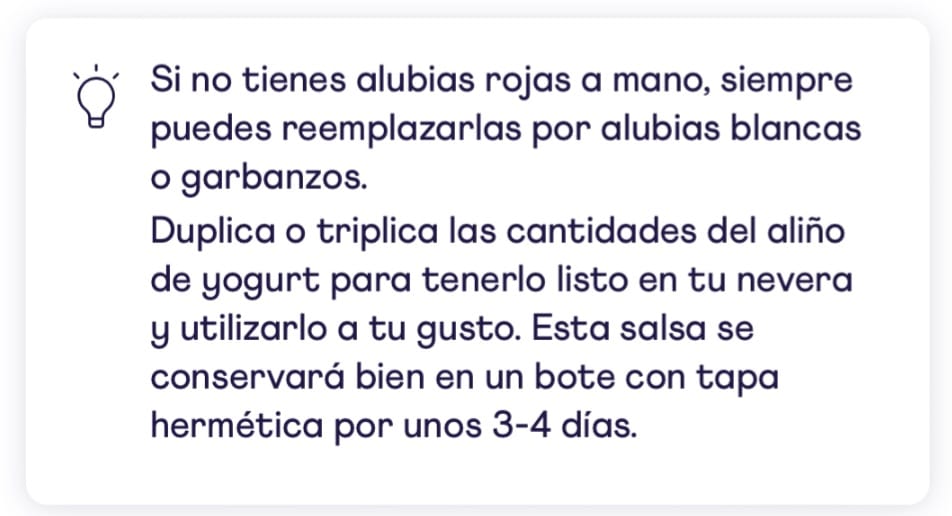 Si no tienes alubias rojas a mano, siempre
puedes reemplazarlas por alubias blancas
o garbanzos.
Duplica o triplica las cantidades del aliño
de yogurt para tenerlo listo en tu nevera
y utilizarlo a tu gusto. Esta salsa se
conservará bien en un bote con tapa
hermética por unos 3-4 días.